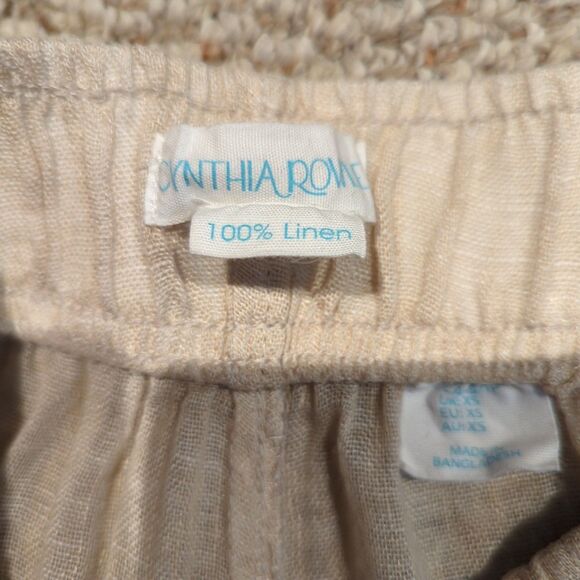 CYNTHIA ROWLEY
100% Linen
UK: XS
EU: XS
AU: XS
MADE IN
BANGLADESH